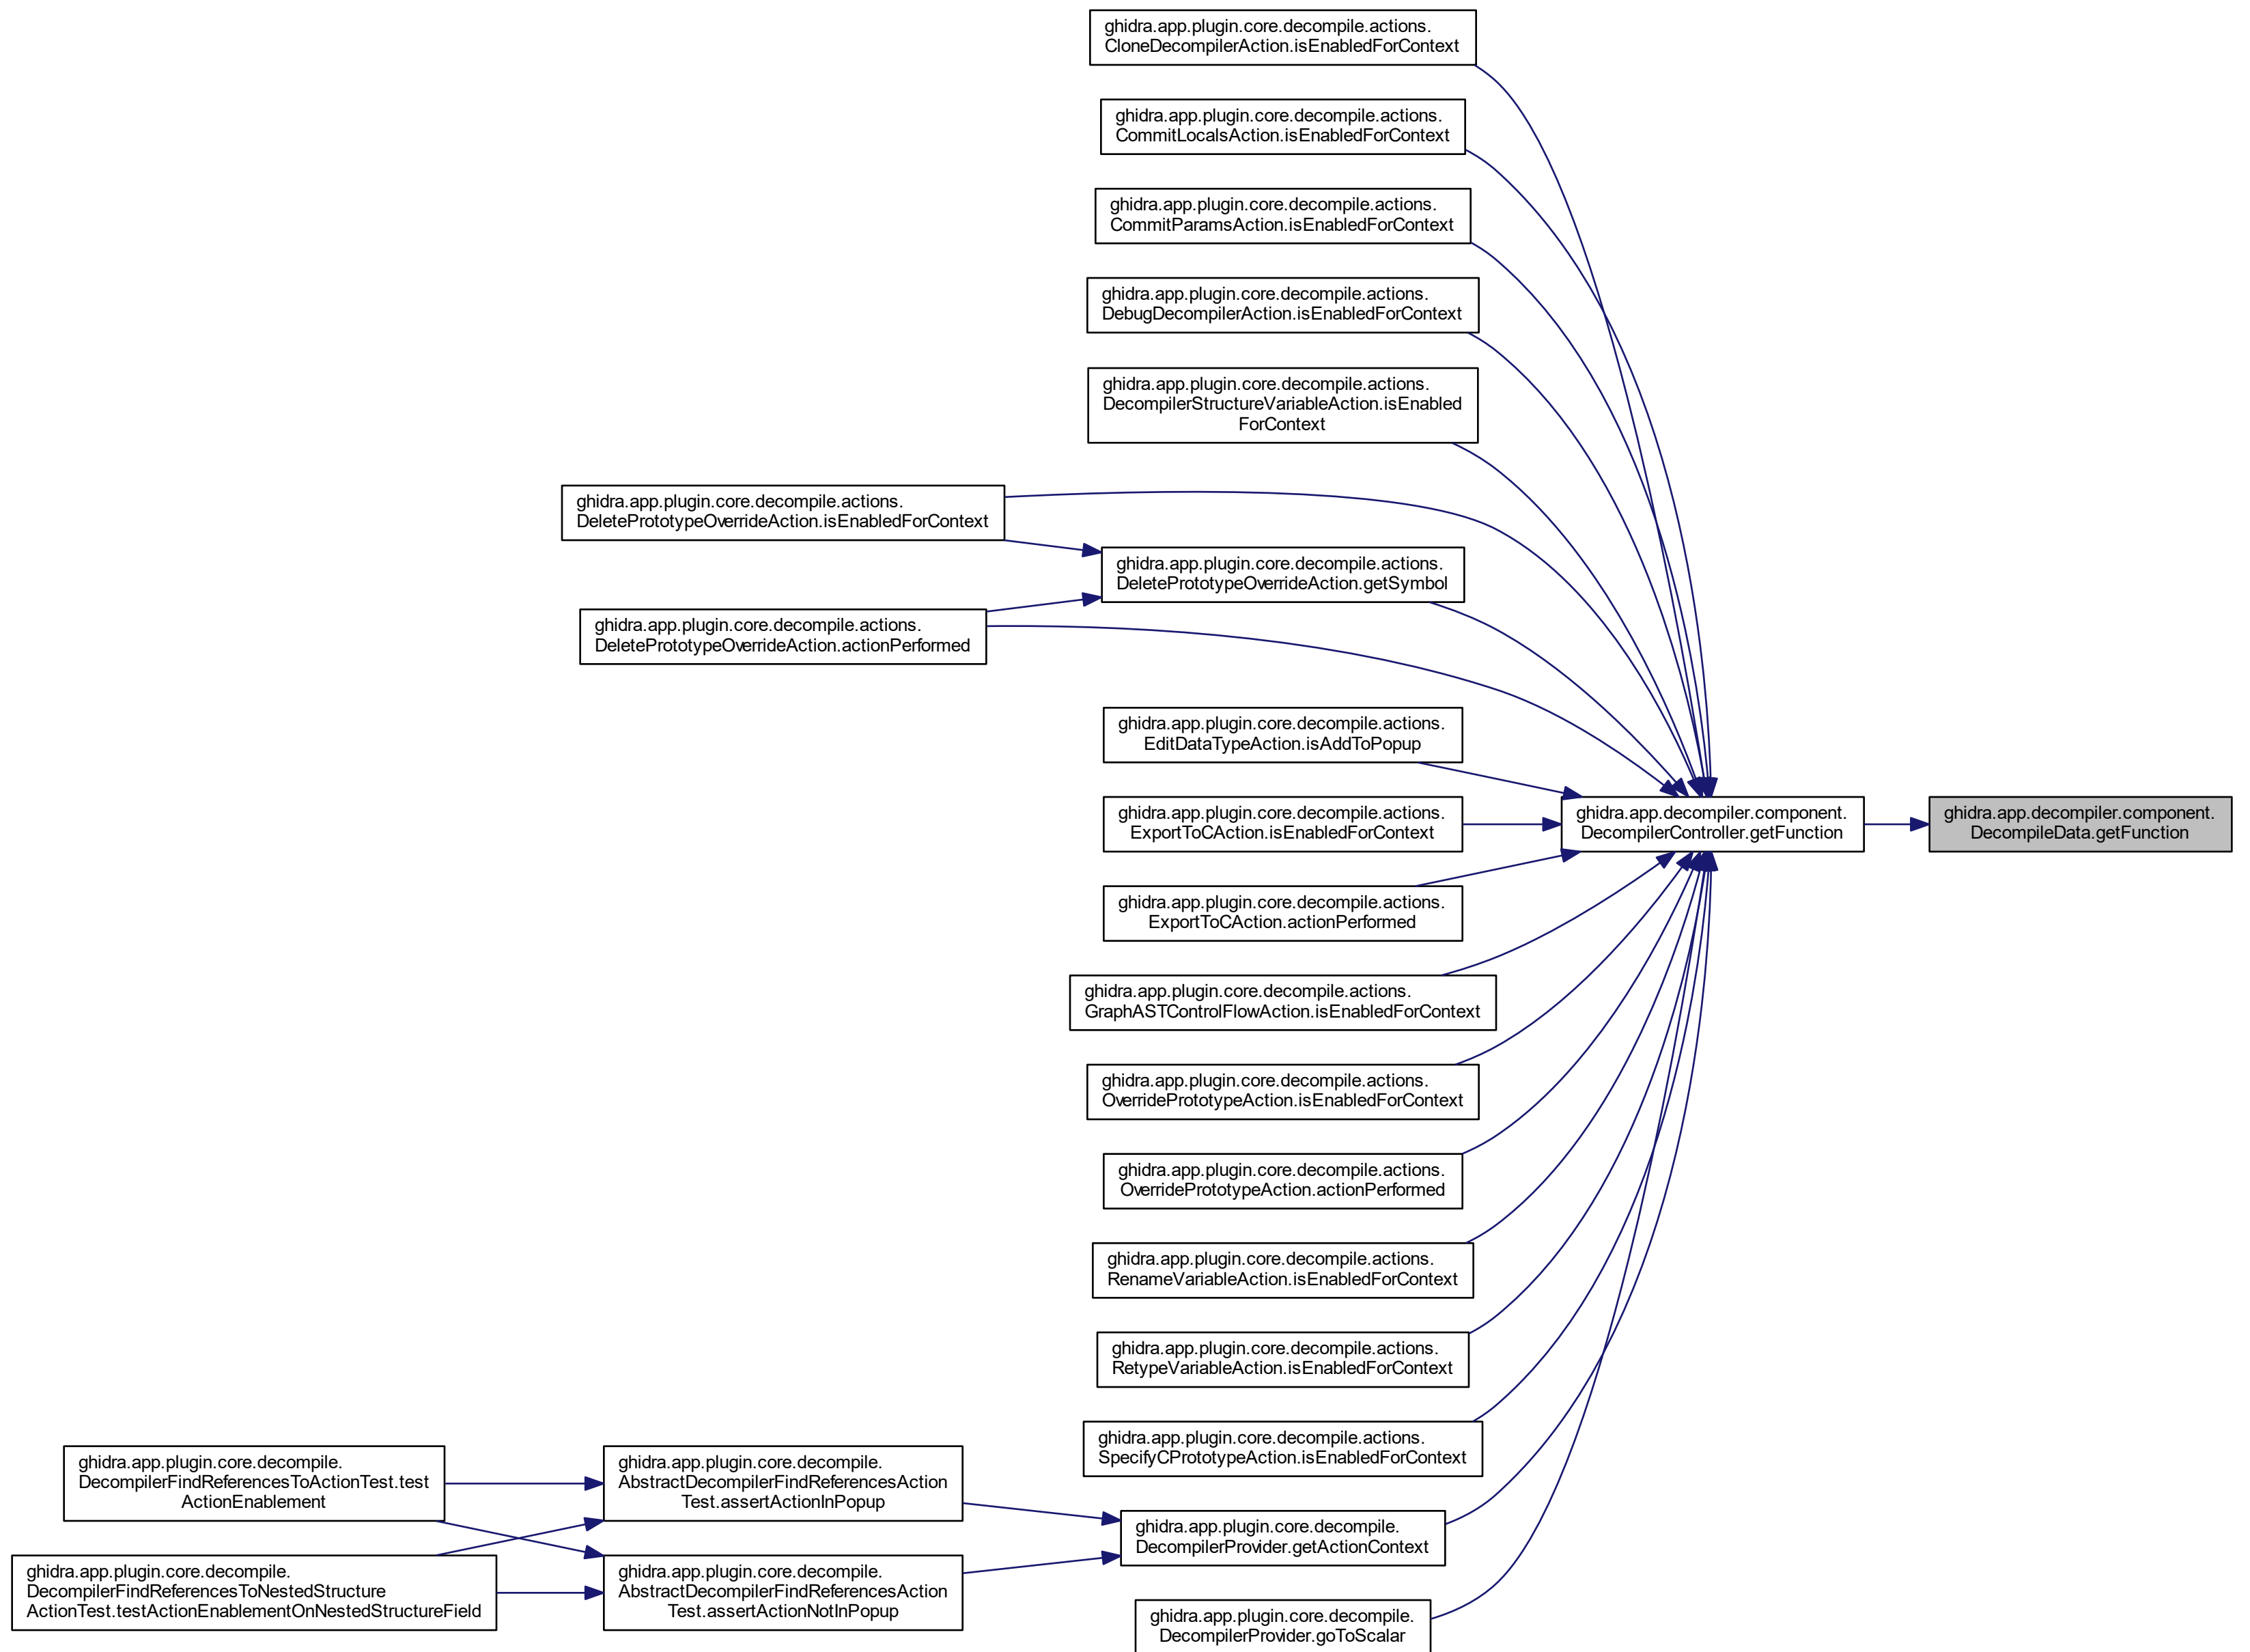 ghidra.app.plugin.core.decompile.actions.
CloneDecompilerAction.isEnabledForContext
ghidra.app.plugin.core.decompile.actions.
CommitLocalsAction.isEnabledForContext
ghidra.app.plugin.core.decompile.actions.
CommitParamsAction.isEnabledForContext
ghidra.app.plugin.core.decompile.actions.
DebugDecompilerAction.isEnabledForContext
ghidra.app.plugin.core.decompile.actions.
DecompilerStructureVariableAction.isEnabled
ForContext
ghidra.app.plugin.core.decompile.actions.
DeletePrototypeOverrideAction.isEnabledForContext
ghidra.app.plugin.core.decompile.actions.
DeletePrototypeOverrideAction.getSymbol
ghidra.app.plugin.core.decompile.actions.
DeletePrototypeOverrideAction.actionPerformed
ghidra.app.plugin.core.decompile.actions.
EditDataTypeAction.isAddToPopup
ghidra.app.plugin.core.decompile.actions.
ExportToCAction.isEnabledForContext
ghidra.app.decompiler.component.
DecompilerController.getFunction
ghidra.app.decompiler.component.
DecompileData.getFunction
ghidra.app.plugin.core.decompile.actions.
ExportToCAction.actionPerformed
ghidra.app.plugin.core.decompile.actions.
GraphASTControlFlowAction.isEnabledForContext
ghidra.app.plugin.core.decompile.actions.
OverridePrototypeAction.isEnabledForContext
ghidra.app.plugin.core.decompile.actions.
OverridePrototypeAction.actionPerformed
ghidra.app.plugin.core.decompile.actions.
RenameVariableAction.isEnabledForContext
ghidra.app.plugin.core.decompile.actions.
RetypeVariableAction.isEnabledForContext
ghidra.app.plugin.core.decompile.actions.
SpecifyCPrototypeAction.isEnabledForContext
ghidra.app.plugin.core.decompile.
DecompilerFindReferencesToActionTest.test
ActionEnablement
ghidra.app.plugin.core.decompile.
AbstractDecompilerFindReferencesAction
Test.assertActionInPopup
ghidra.app.plugin.core.decompile.
DecompilerProvider.getActionContext
ghidra.app.plugin.core.decompile.
DecompilerFindReferencesToNestedStructure
ActionTest.testActionEnablementOnNestedStructureField
ghidra.app.plugin.core.decompile.
AbstractDecompilerFindReferencesAction
Test.assertActionNotInPopup
ghidra.app.plugin.core.decompile.
DecompilerProvider.goToScalar